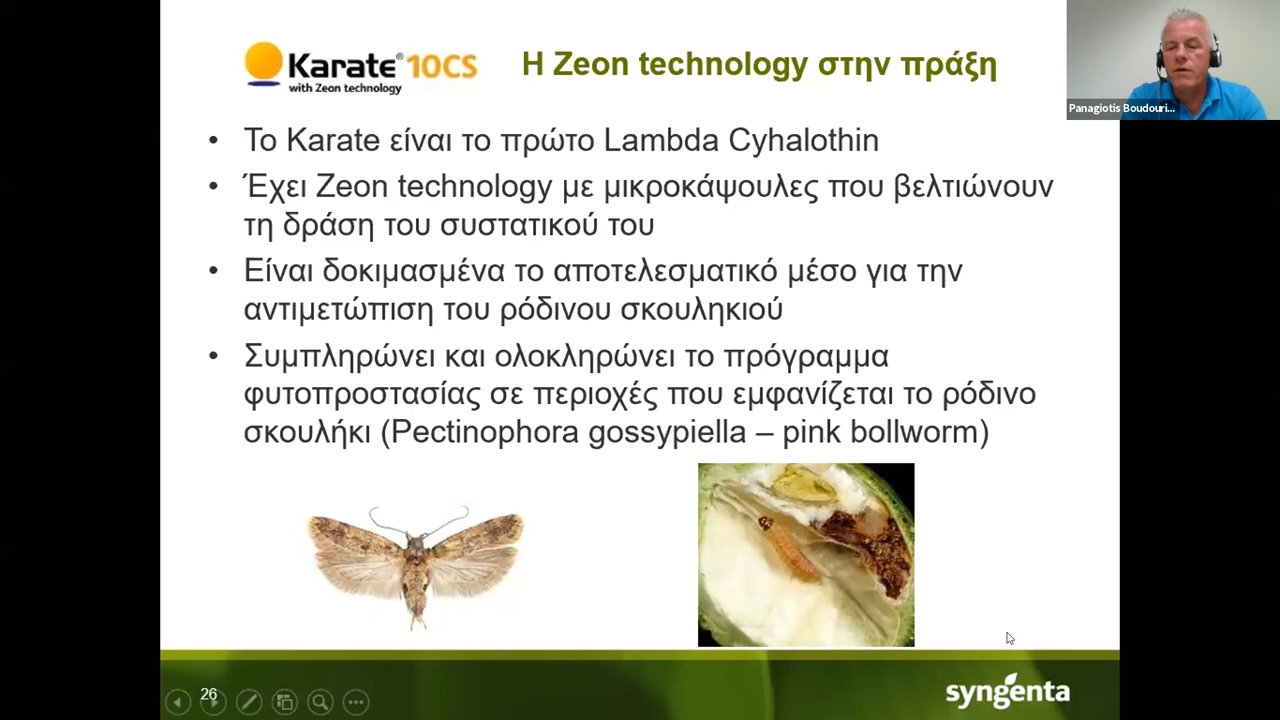 Karate® 10CS
with Zeon technology
Η Zeon technology στην πράξη
Panagiotis Boudouri...
• Το Karate είναι το πρώτο Lambda Cyhalothin
• Έχει Zeon technology με μικροκάψουλες που βελτιώνουν
τη δράση του συστατικού του
• Είναι δοκιμασμένα το αποτελεσματικό μέσο για την
αντιμετώπιση του ρόδινου σκουληκιού
• Συμπληρώνει και ολοκληρώνει το πρόγραμμα
φυτοπροστασίας σε περιοχές που εμφανίζεται το ρόδινο
σκουλήκι (Pectinophora gossypiella – pink bollworm)
26
syngenta